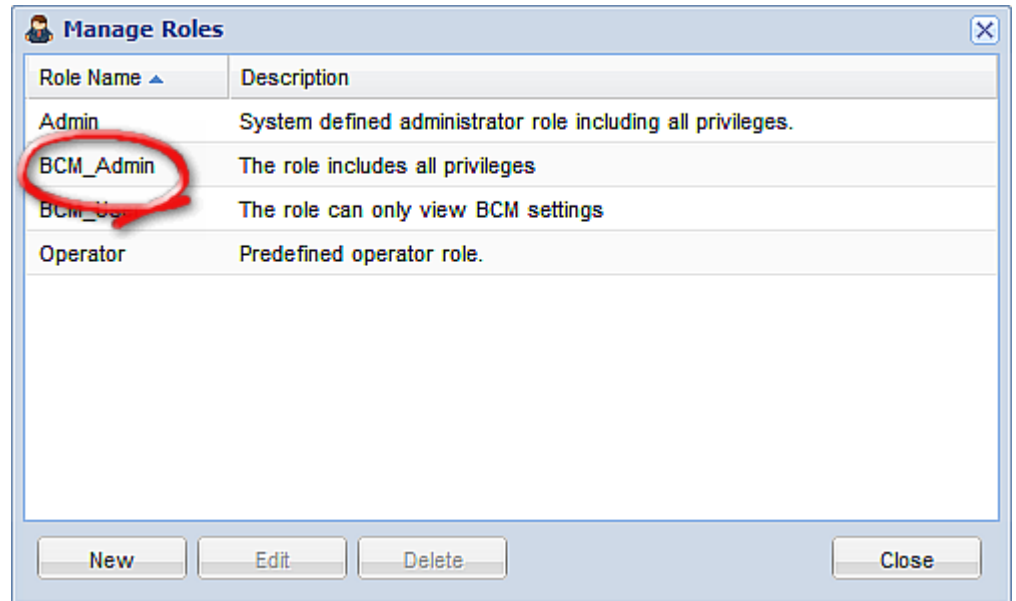 Manage Roles
Role Name Description
Admin System defined administrator role including all privileges.
BCM_Admin The role includes all privileges
BCM_User The role can only view BCM settings
Operator Predefined operator role.
New Edit Delete Close